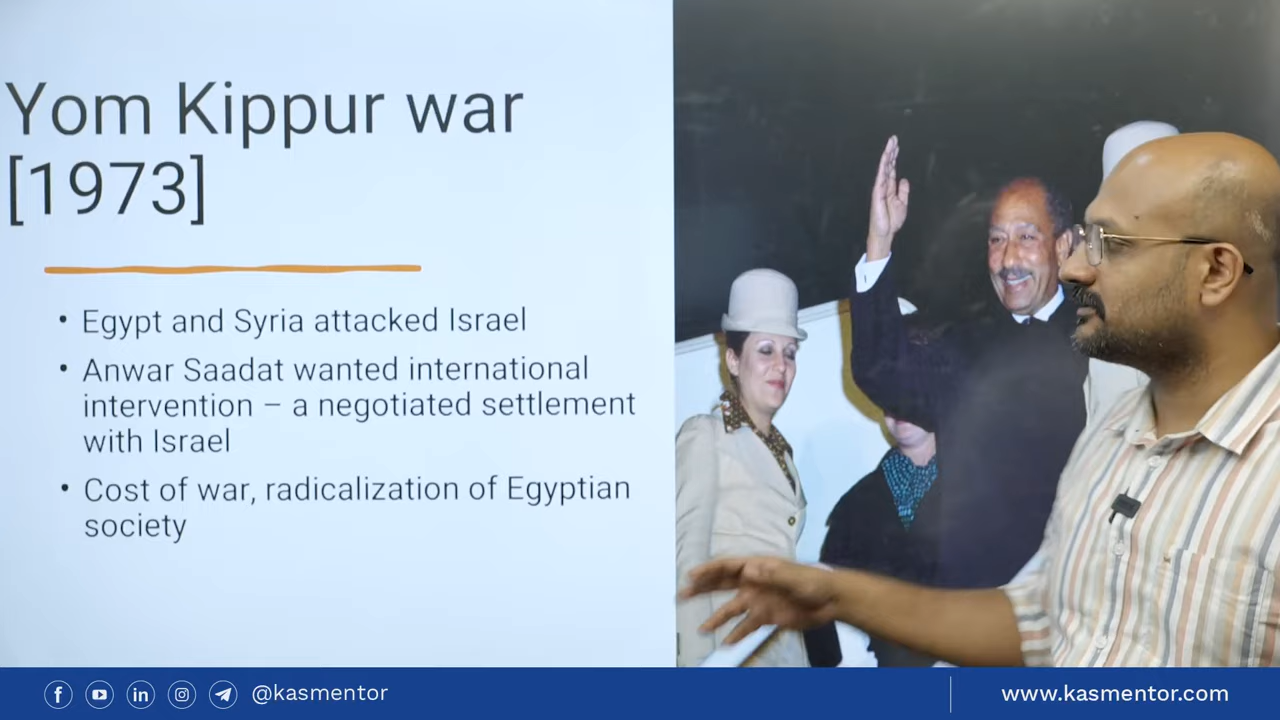 Yom Kippur war
[1973]
• Egypt and Syria attacked Israel
• Anwar Saadat wanted international
intervention – a negotiated settlement
with Israel
• Cost of war, radicalization of Egyptian
society
@kasmentor
www.kasmentor.com